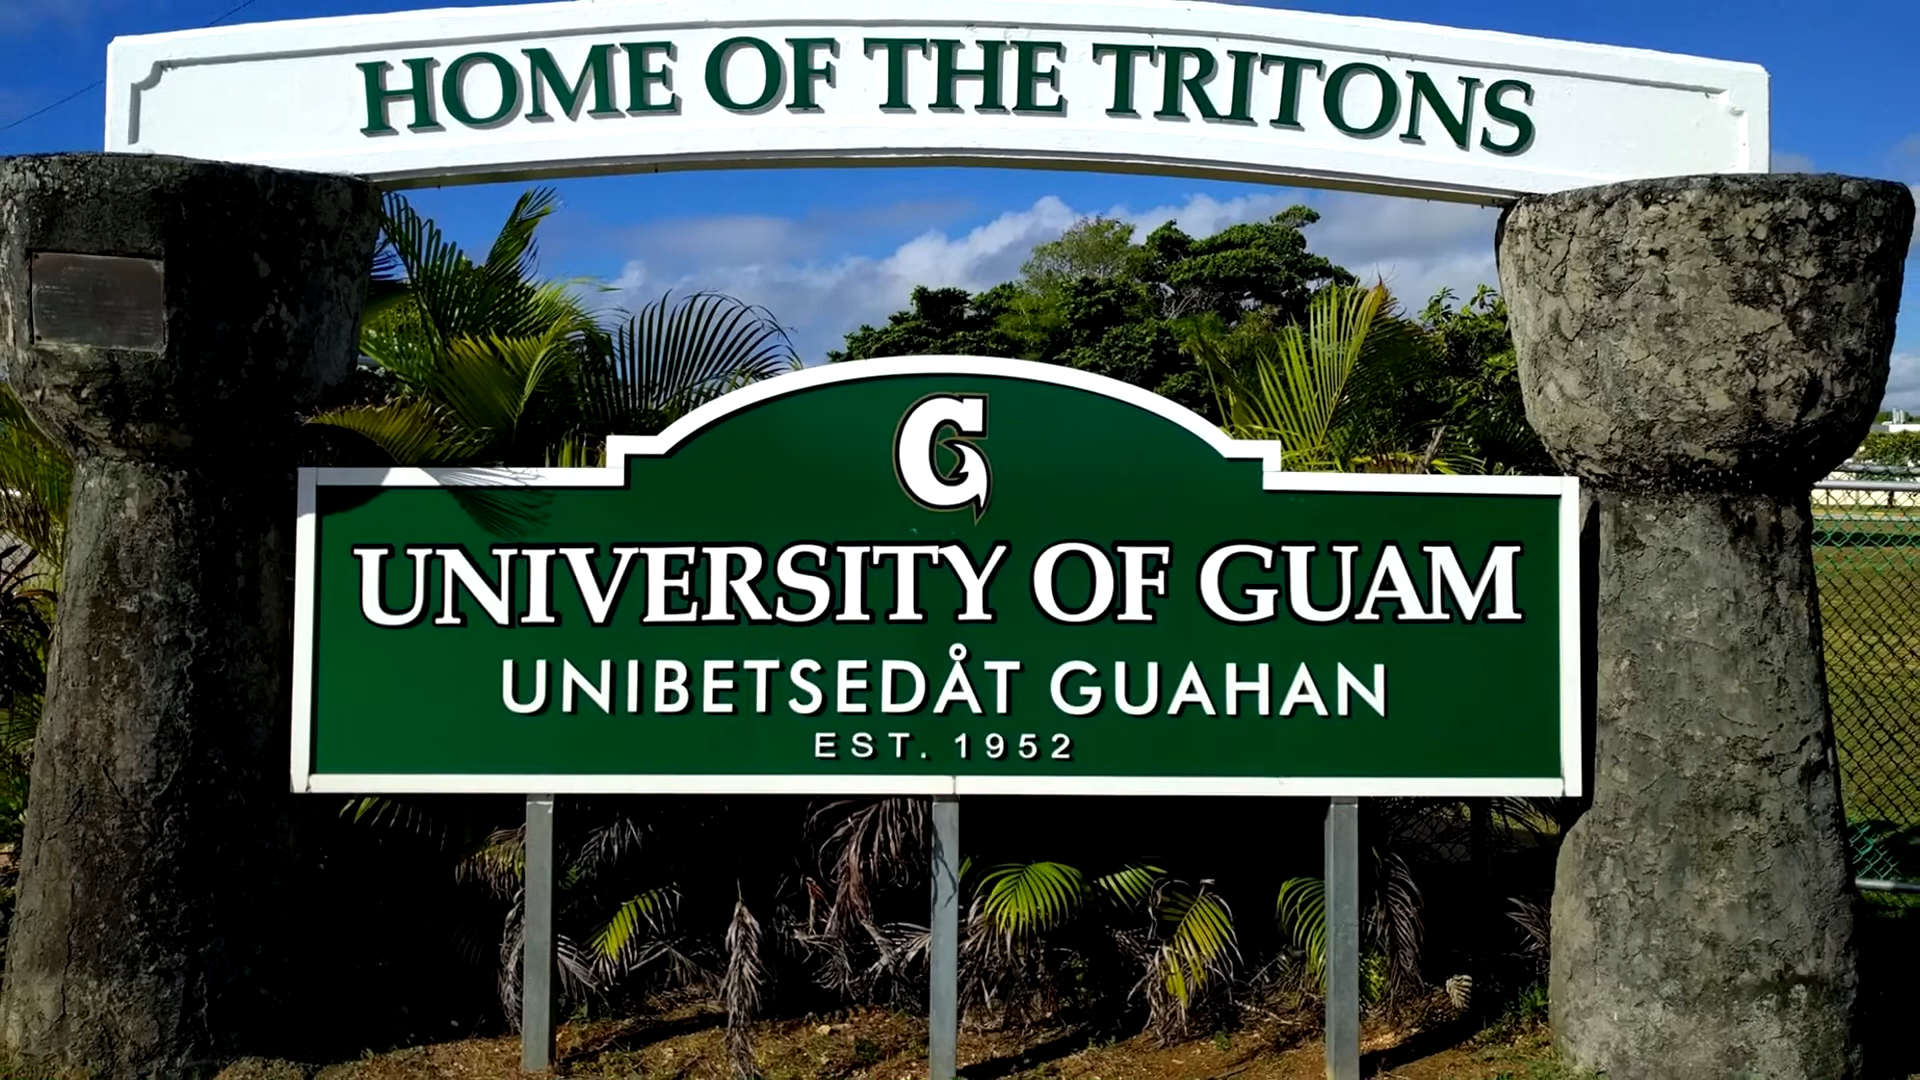 HOME OF THE TRITONS
G
UNIVERSITY OF GUAM
UNIBETSEDÅT GUAHAN
EST. 1952